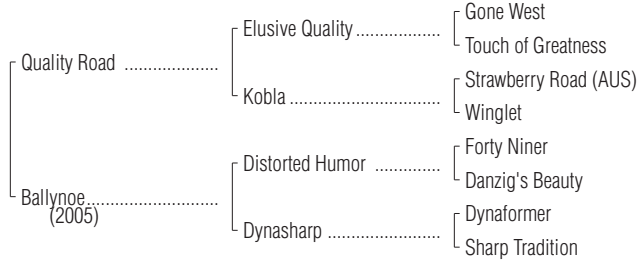 Gone West
Elusive Quality
Touch of Greatness
Quality Road
Strawberry Road (AUS)
Kobla
Winglet
Forty Niner
Distorted Humor
Danzig's Beauty
Ballynoe
(2005)
Dynaformer
Dynasharp
Sharp Tradition